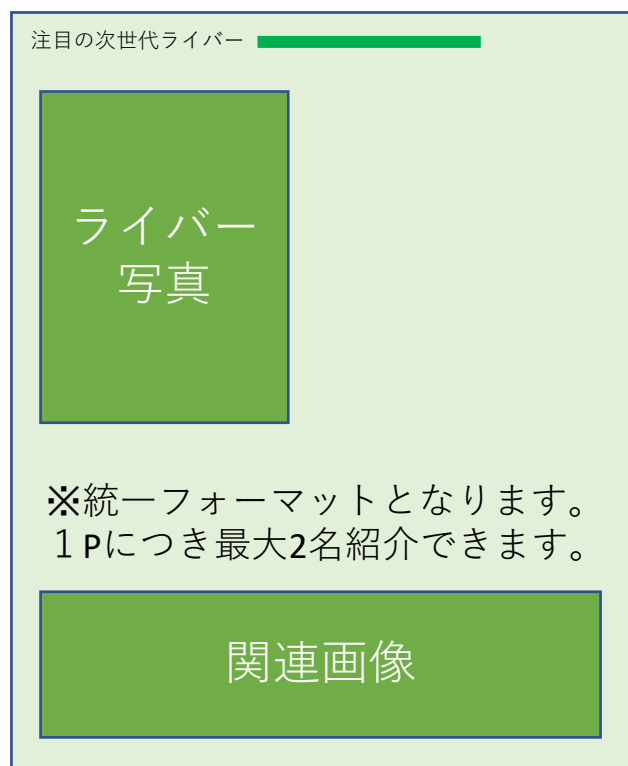 注目の次世代ライバー
ライバー
写真
※統一フォーマットとなります。
１Pにつき最大2名紹介できます。
関連画像